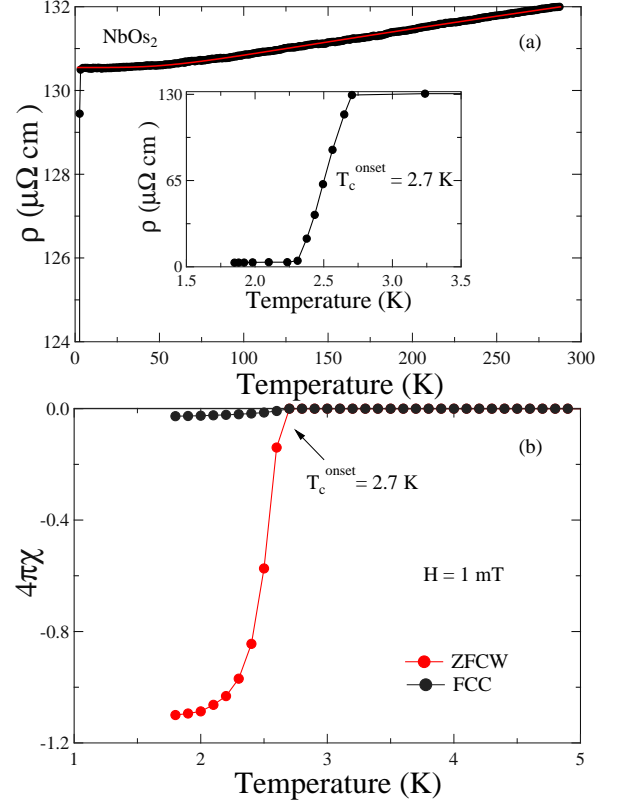 132
130
128
126
124
ρ (μΩ cm )
NbOs2
(a)
130
65
0
ρ (μΩ cm )
Tc^onset = 2.7 K
1.5 2.0 2.5 3.0 3.5
Temperature (K)
0 50 100 150 200 250 300
Temperature (K)
0.0
-0.4
-0.8
-1.2
4πχ
(b)
Tc^onset = 2.7 K
H = 1 mT
ZFCW
FCC
1 2 3 4 5
Temperature (K)